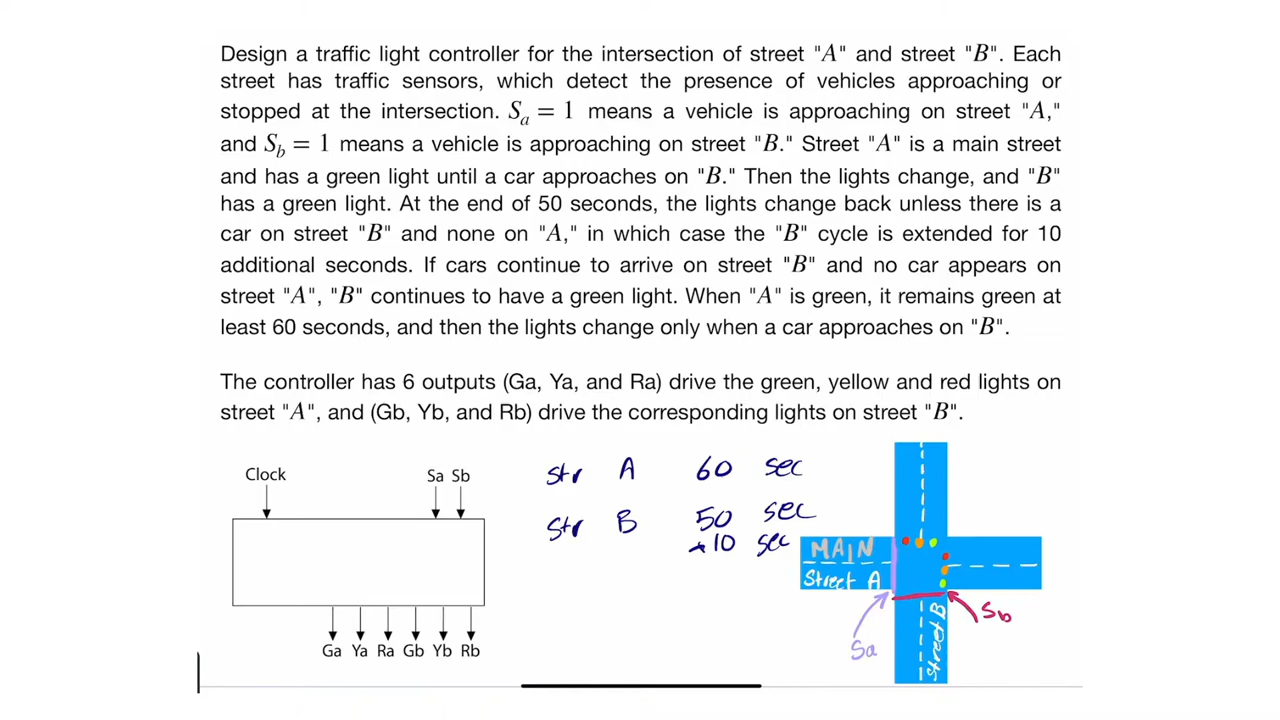 Design a traffic light controller for the intersection of street "A" and street "B". Each
street has traffic sensors, which detect the presence of vehicles approaching or
stopped at the intersection. Sₐ = 1 means a vehicle is approaching on street "A,"
and S_b = 1 means a vehicle is approaching on street "B." Street "A" is a main street
and has a green light until a car approaches on "B." Then the lights change, and "B"
has a green light. At the end of 50 seconds, the lights change back unless there is a
car on street "B" and none on "A," in which case the "B" cycle is extended for 10
additional seconds. If cars continue to arrive on street "B" and no car appears on
street "A", "B" continues to have a green light. When "A" is green, it remains green at
least 60 seconds, and then the lights change only when a car approaches on "B".
The controller has 6 outputs (Ga, Ya, and Ra) drive the green, yellow and red lights on
street "A", and (Gb, Yb, and Rb) drive the corresponding lights on street "B".
Clock Sa Sb
Ga Ya Ra Gb Yb Rb
str A 60 sec
str B 50 sec
+10 sec
MAIN
Street A
Street B
Sa
Sb